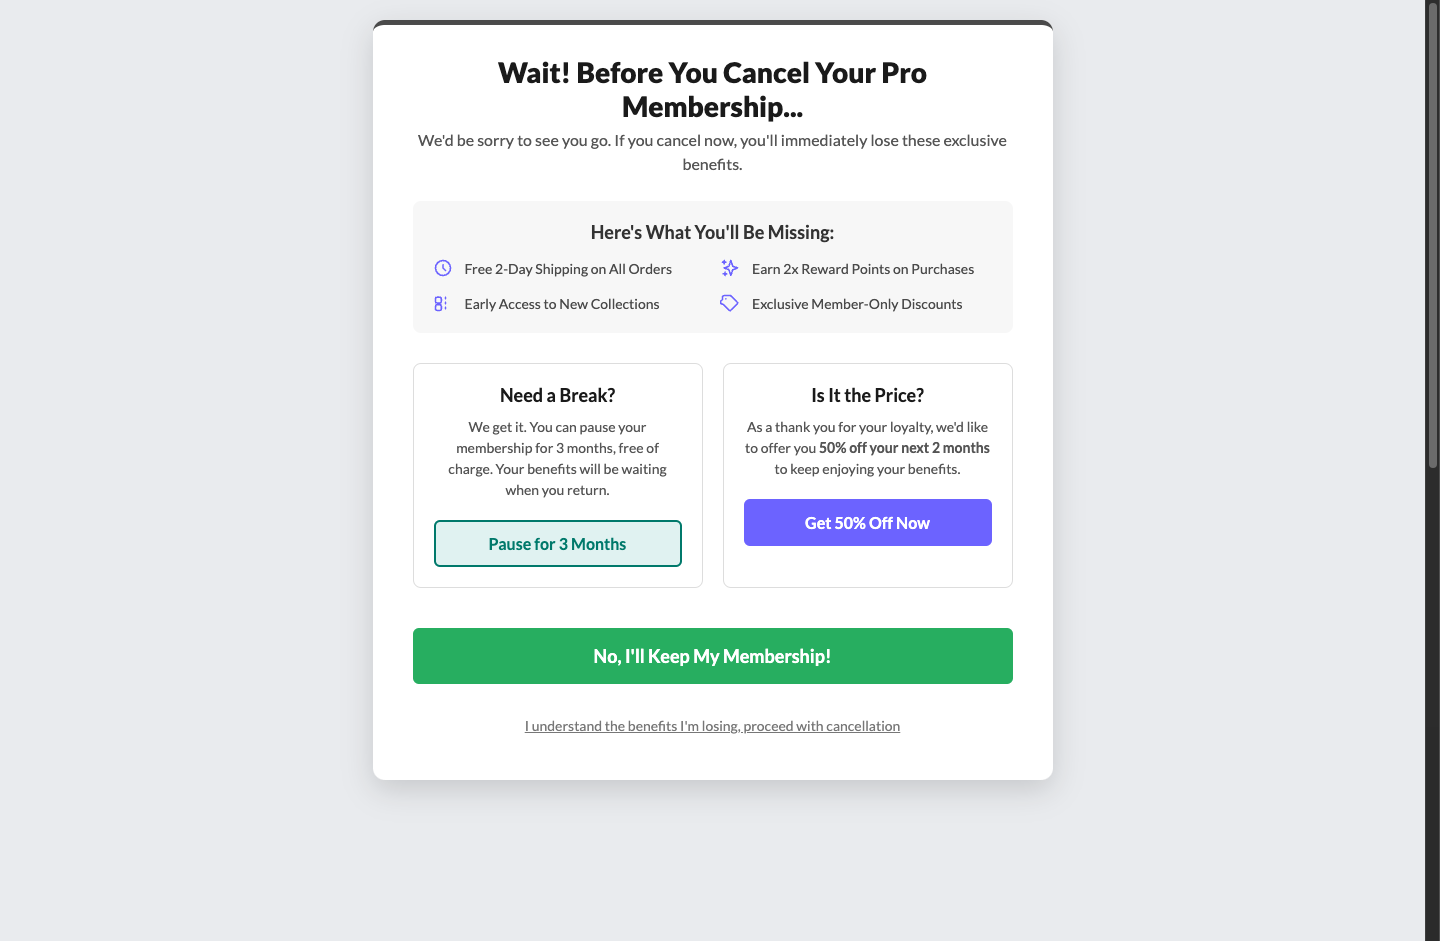 Wait! Before You Cancel Your Pro
Membership...
We'd be sorry to see you go. If you cancel now, you'll immediately lose these exclusive
benefits.
Here's What You'll Be Missing:
Free 2-Day Shipping on All Orders
Earn 2x Reward Points on Purchases
Early Access to New Collections
Exclusive Member-Only Discounts
Need a Break?
We get it. You can pause your
membership for 3 months, free of
charge. Your benefits will be waiting
when you return.
Pause for 3 Months
Is It the Price?
As a thank you for your loyalty, we'd like
to offer you 50% off your next 2 months
to keep enjoying your benefits.
Get 50% Off Now
No, I'll Keep My Membership!
I understand the benefits I'm losing, proceed with cancellation